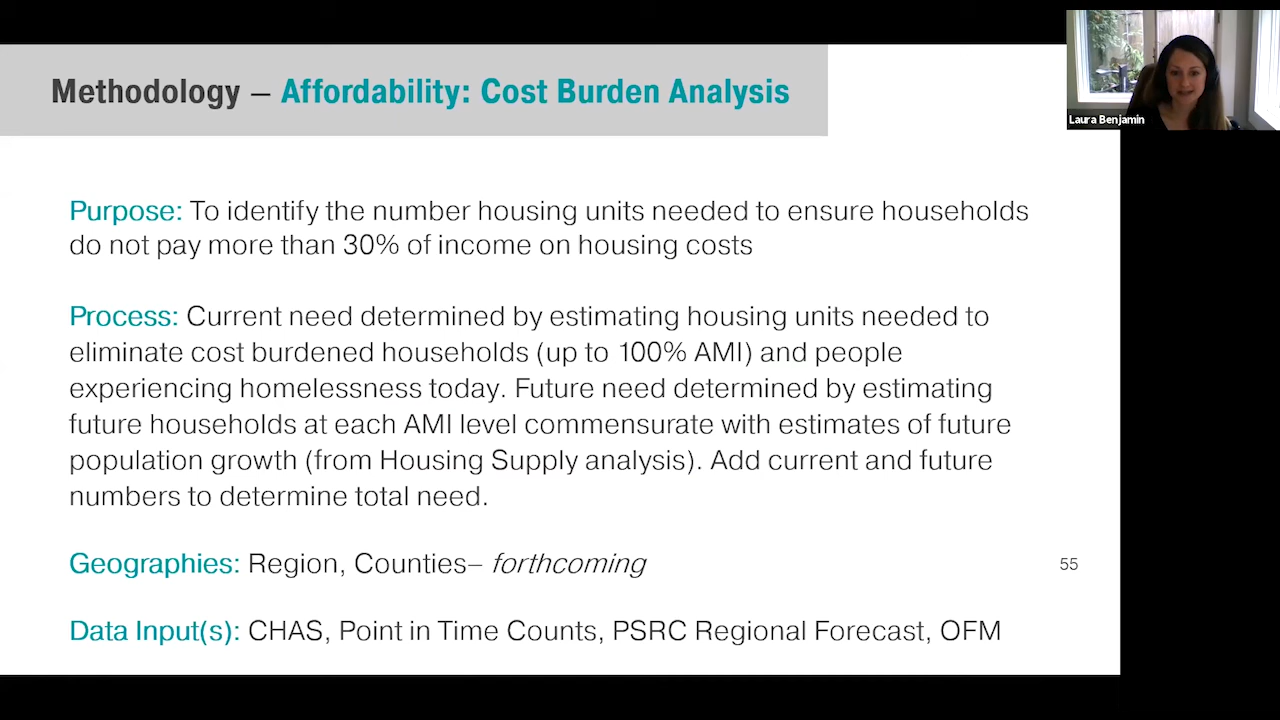 Methodology – Affordability: Cost Burden Analysis
Laura Benjamin
Purpose: To identify the number housing units needed to ensure households
do not pay more than 30% of income on housing costs
Process: Current need determined by estimating housing units needed to
eliminate cost burdened households (up to 100% AMI) and people
experiencing homelessness today. Future need determined by estimating
future households at each AMI level commensurate with estimates of future
population growth (from Housing Supply analysis). Add current and future
numbers to determine total need.
Geographies: Region, Counties– forthcoming
55
Data Input(s): CHAS, Point in Time Counts, PSRC Regional Forecast, OFM